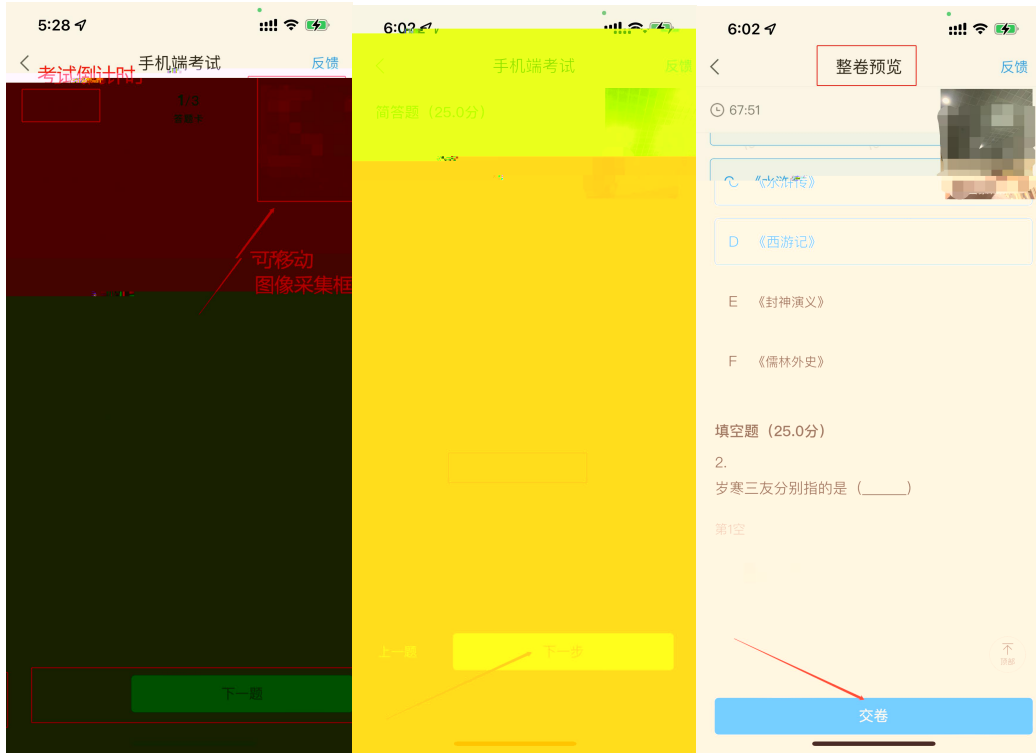 5:28
手机端考试
反馈
考试倒计时
1/3
可移动
图像采集框
下一题
6:02
手机端考试
反馈
简答题（25.0分）
上一题
下一步
6:02
整卷预览
反馈
67:51
C 《水浒传》
D 《西游记》
E 《封神演义》
F 《儒林外史》
填空题（25.0分）
2.
岁寒三友分别指的是（______）
第1空
顶部
交卷